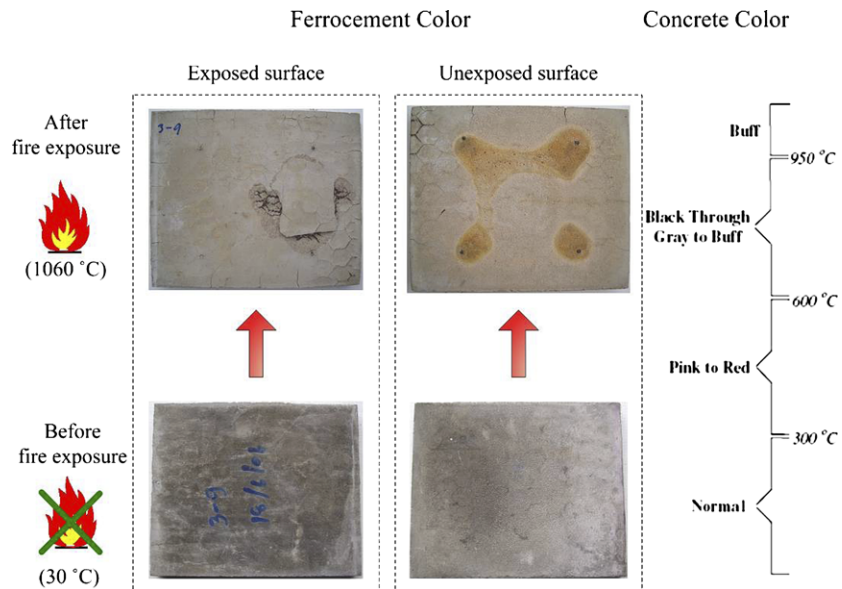 Ferrocement Color
Concrete Color
Exposed surface
Unexposed surface
After
fire exposure
(1060 °C)
3-9
Buff
950 °C
Black Through
Gray to Buff
600 °C
Pink to Red
300 °C
Normal
Before
fire exposure
(30 °C)
3-9